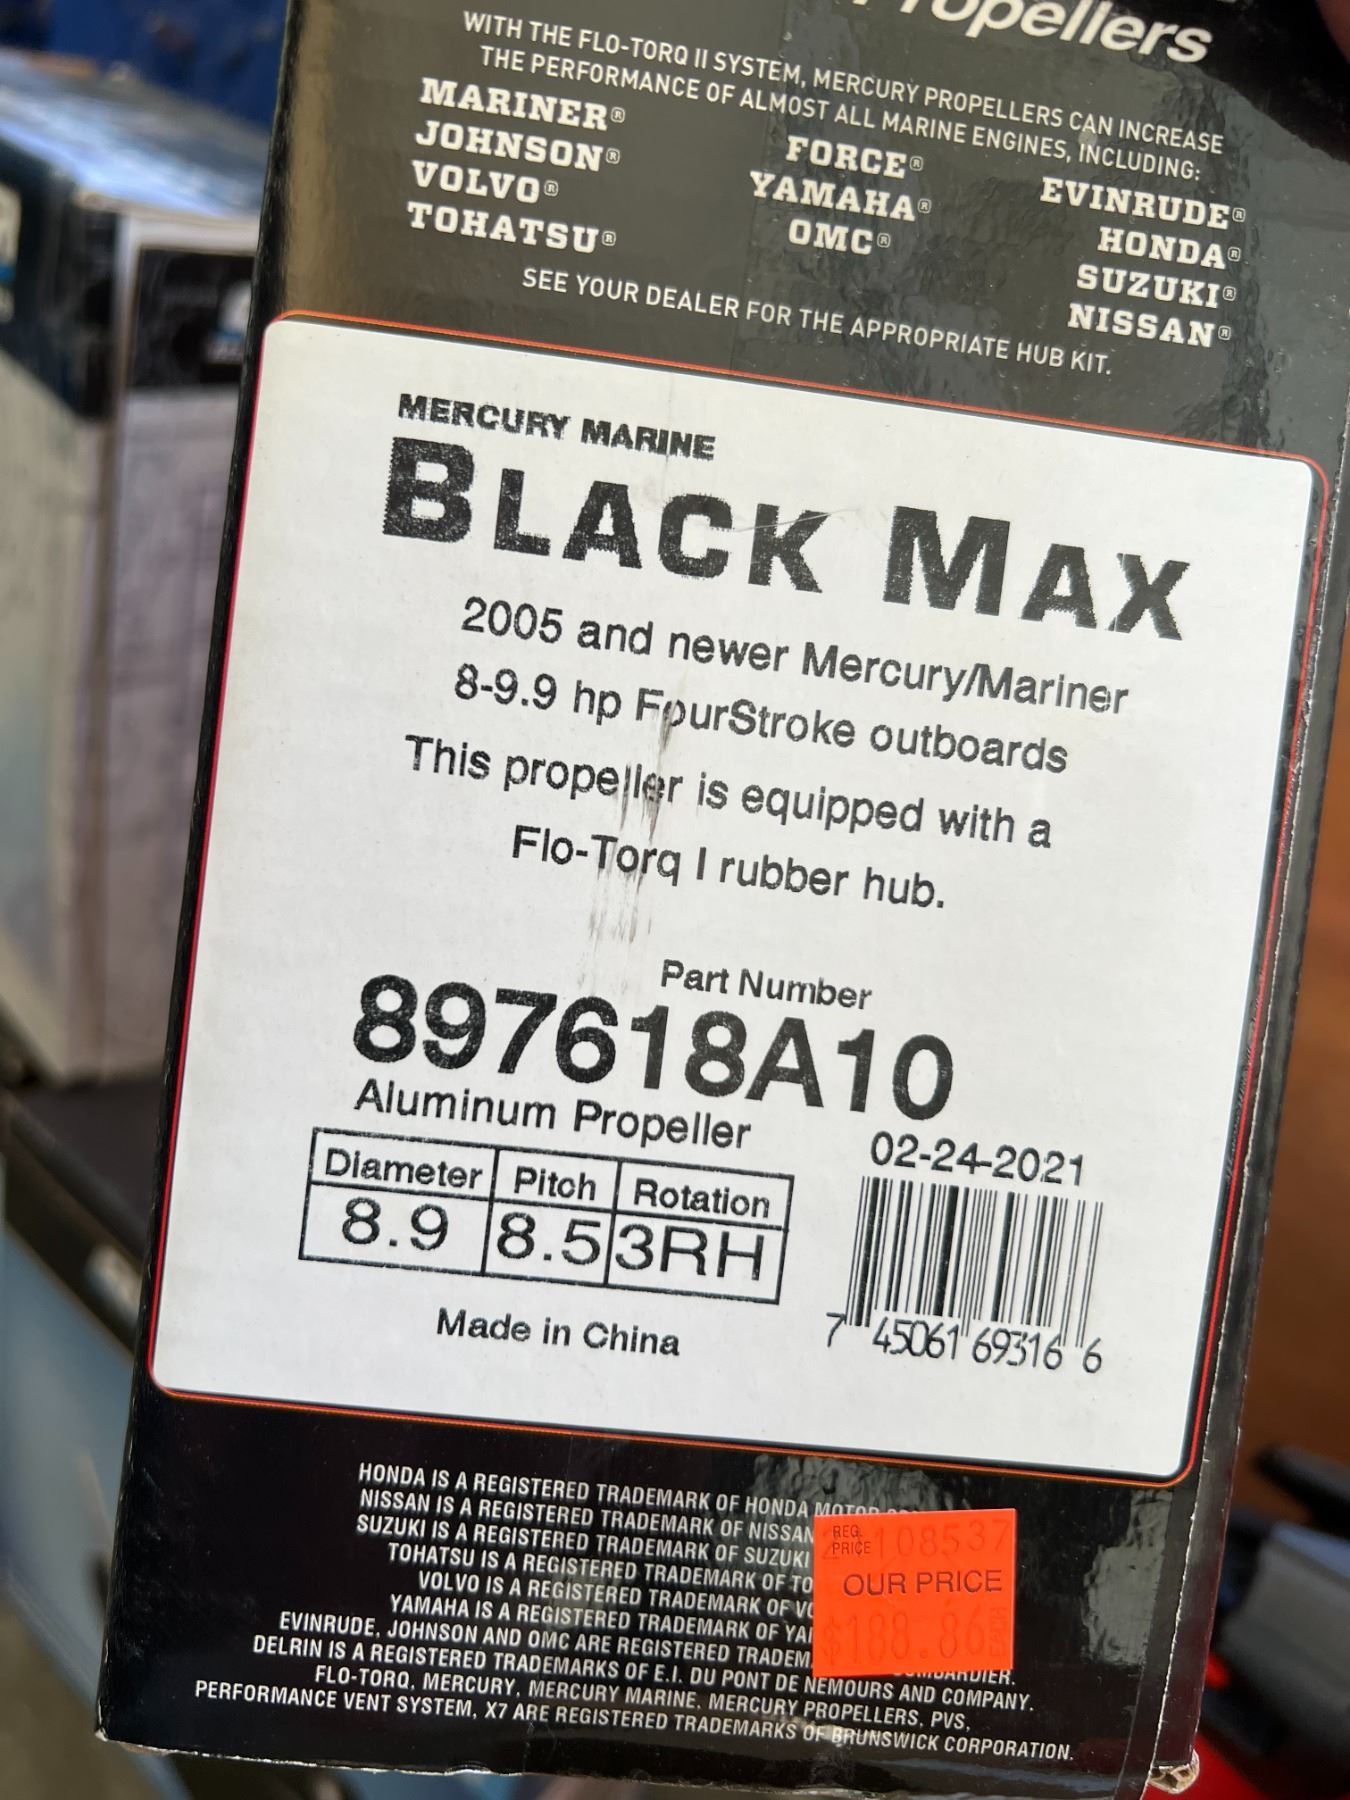 Propellers
WITH THE FLO-TORQ II SYSTEM, MERCURY PROPELLERS CAN INCREASE
THE PERFORMANCE OF ALMOST ALL MARINE ENGINES, INCLUDING:
MARINER®
JOHNSON®
VOLVO®
TOHATSU®
FORCE®
YAMAHA®
OMC®
EVINRUDE®
HONDA®
SUZUKI®
NISSAN®
SEE YOUR DEALER FOR THE APPROPRIATE HUB KIT.
MERCURY MARINE
BLACK MAX
2005 and newer Mercury/Mariner
8-9.9 hp FourStroke outboards
This propeller is equipped with a
Flo-Torq I rubber hub.
Part Number
897618A10
Aluminum Propeller
02-24-2021
Diameter Pitch Rotation
8.9 8.5 3RH
Made in China
7 45061 69316 6
HONDA IS A REGISTERED TRADEMARK OF HONDA MOTOR
NISSAN IS A REGISTERED TRADEMARK OF NISSAN
SUZUKI IS A REGISTERED TRADEMARK OF SUZUKI
TOHATSU IS A REGISTERED TRADEMARK OF TO
VOLVO IS A REGISTERED TRADEMARK OF VO
YAMAHA IS A REGISTERED TRADEMARK OF YA
EVINRUDE, JOHNSON AND OMC ARE REGISTERED TRADEM BOMBARDIER.
DELRIN IS A REGISTERED TRADEMARKS OF E.I. DU PONT DE NEMOURS AND COMPANY.
FLO-TORQ, MERCURY, MERCURY MARINE, MERCURY PROPELLERS, PVS,
PERFORMANCE VENT SYSTEM, X7 ARE REGISTERED TRADEMARKS OF BRUNSWICK CORPORATION.
REG.
PRICE 108537
OUR PRICE
$188.86 EACH